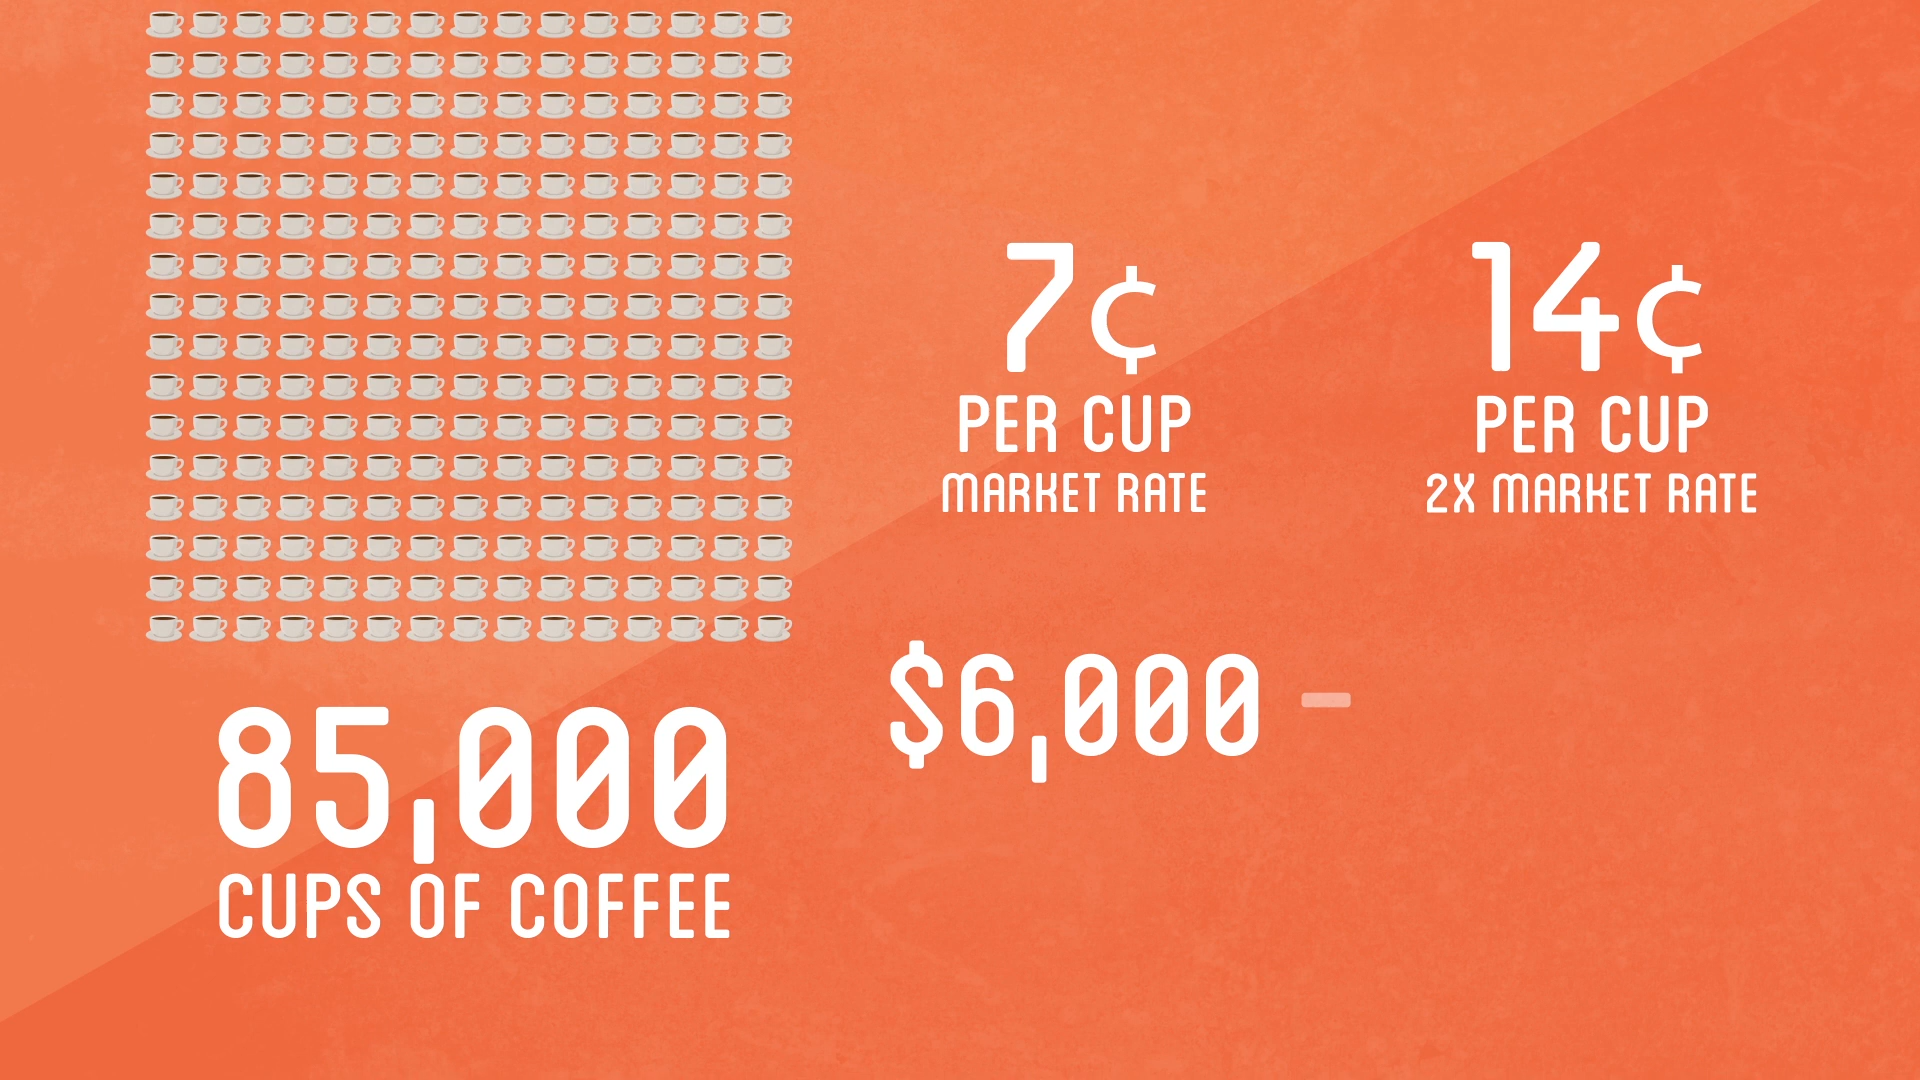 85,000
CUPS OF COFFEE
7¢
PER CUP
MARKET RATE
14¢
PER CUP
2X MARKET RATE
$6,000 –